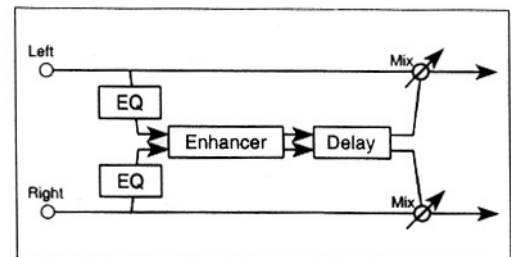 Left
Mix
EQ
Enhancer
Delay
EQ
Right
Mix